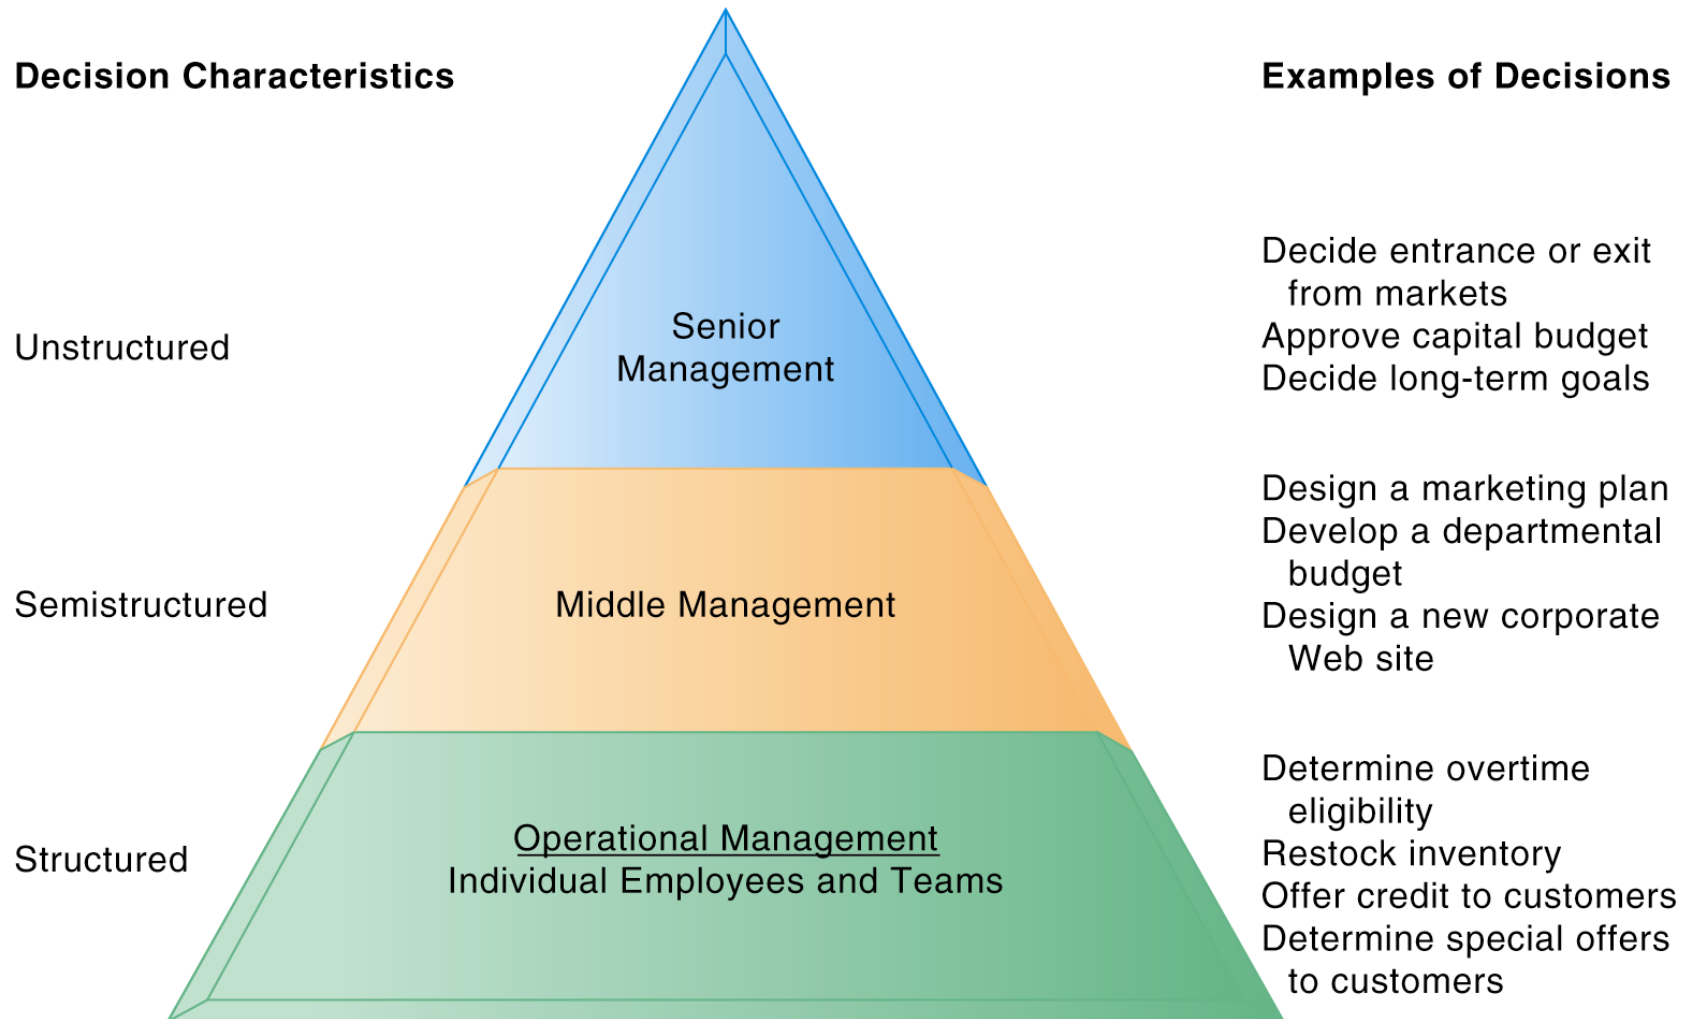 Decision Characteristics
Examples of Decisions
Unstructured
Senior
Management
Decide entrance or exit
from markets
Approve capital budget
Decide long-term goals
Semistructured
Middle Management
Design a marketing plan
Develop a departmental
budget
Design a new corporate
Web site
Structured
Operational Management
Individual Employees and Teams
Determine overtime
eligibility
Restock inventory
Offer credit to customers
Determine special offers
to customers